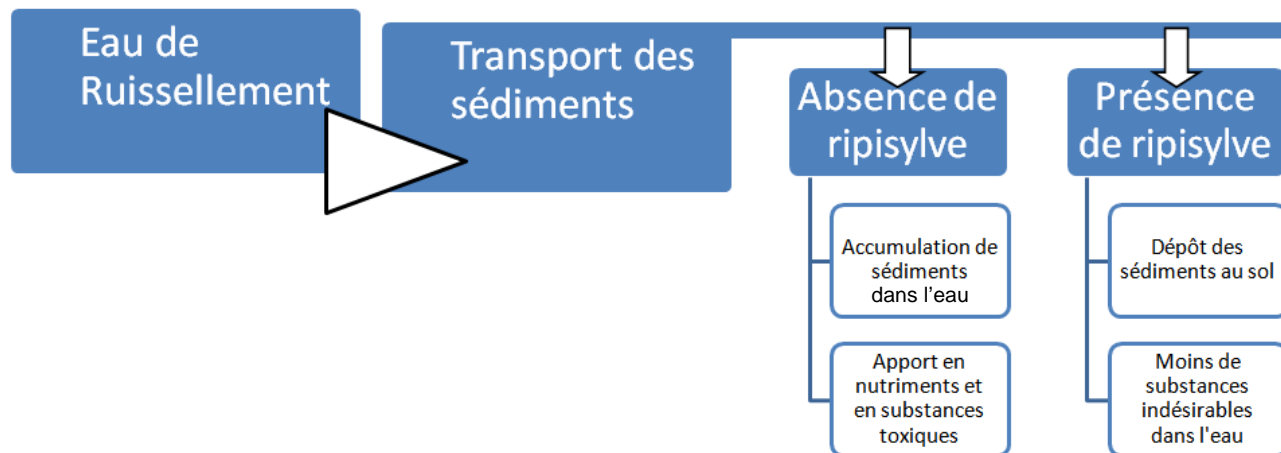 Eau de
Ruissellement
Transport des
sédiments
Absence de
ripisylve
Accumulation de
sédiments
dans l'eau
Apport en
nutriments et
en substances
toxiques
Présence
de ripisylve
Dépôt des
sédiments au sol
Moins de
substances
indésirables
dans l'eau